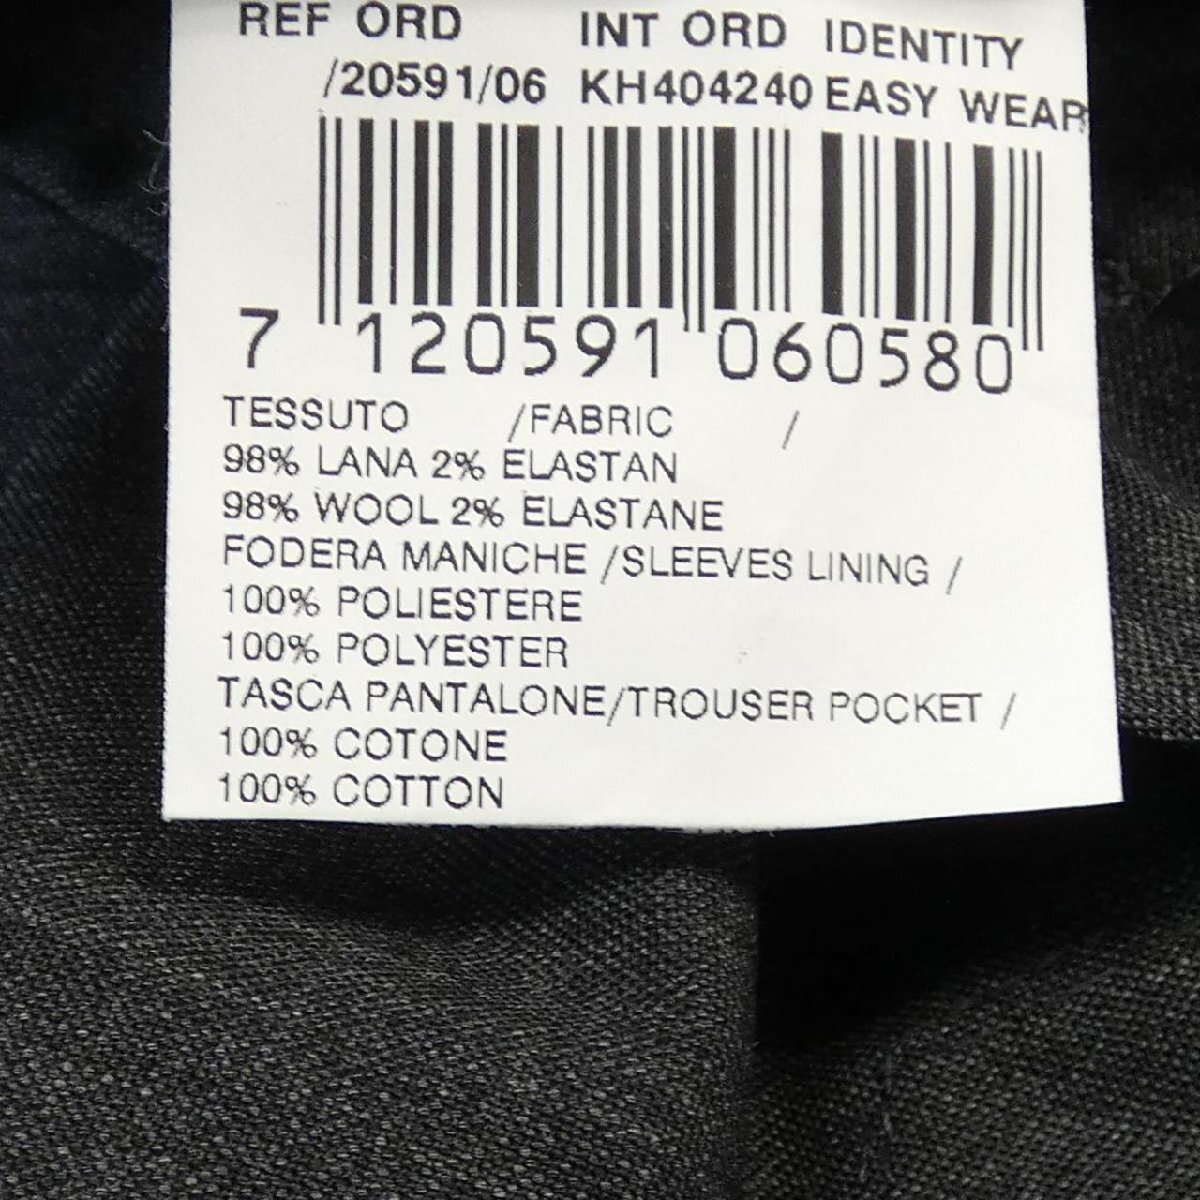 REF ORD INT ORD IDENTITY
/20591/06 KH404240 EASY WEAR
7 120591 060580
TESSUTO /FABRIC /
98% LANA 2% ELASTAN
98% WOOL 2% ELASTANE
FODERA MANICHE /SLEEVES LINING /
100% POLIESTERE
100% POLYESTER
TASCA PANTALONE/TROUSER POCKET /
100% COTONE
100% COTTON